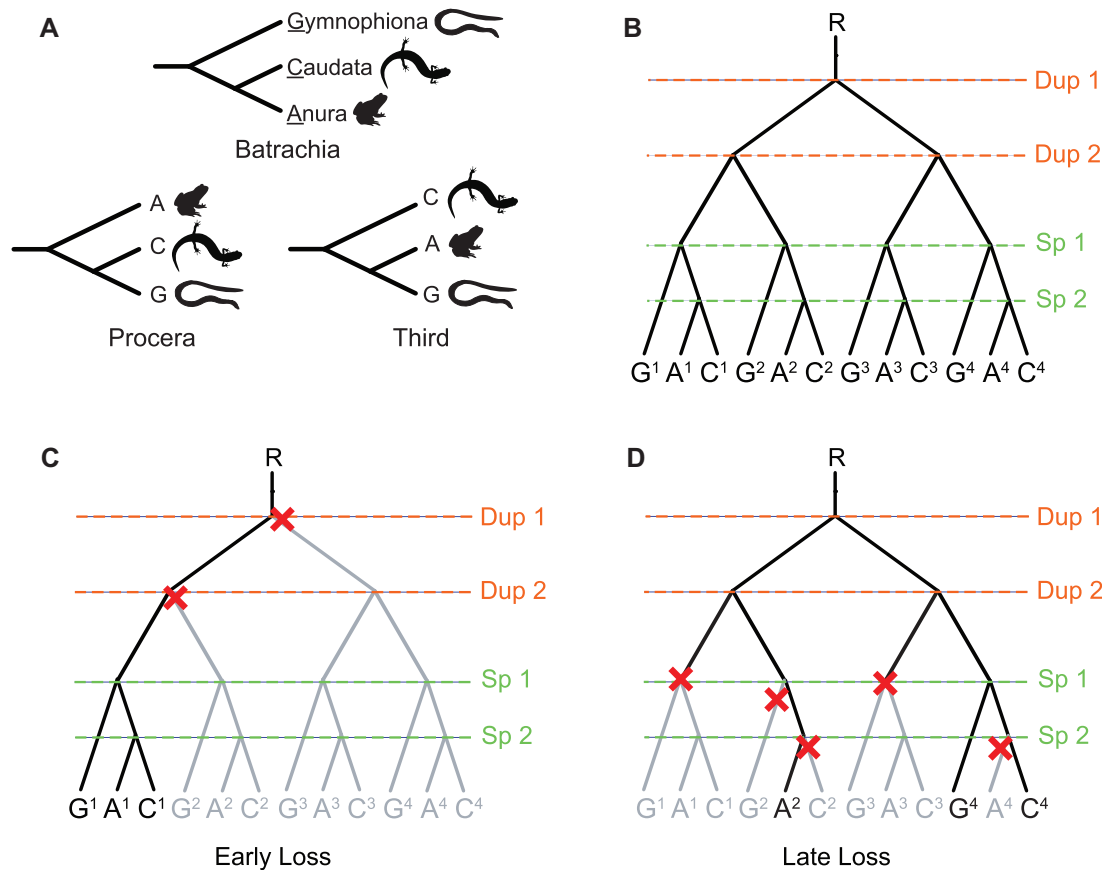 A
Gymnophiona
Caudata
Anura
Batrachia
A
C
G
Procera
C
A
G
Third
B
R
Dup 1
Dup 2
Sp 1
Sp 2
G¹ A¹ C¹ G² A² C² G³ A³ C³ G⁴ A⁴ C⁴
C
R
Dup 1
Dup 2
Sp 1
Sp 2
G¹ A¹ C¹ G² A² C² G³ A³ C³ G⁴ A⁴ C⁴
Early Loss
D
R
Dup 1
Dup 2
Sp 1
Sp 2
G¹ A¹ C¹ G² A² C² G³ A³ C³ G⁴ A⁴ C⁴
Late Loss